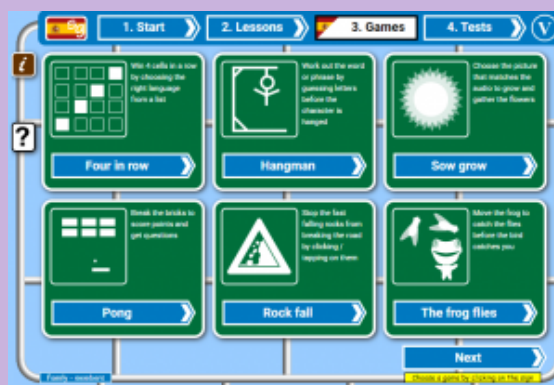 1. Start
2. Lessons
3. Games
4. Tests
V
i
?
Win 4 cells in a row
by choosing the
right language
from a list
Four in row
Work out the word
or phrase by
guessing letters
before the
character is
hanged
Hangman
Choose the picture
that matches the
audio to grow and
gather the flowers
Sow grow
Break the bricks to
score points and
get questions
Pong
Stop the fast
falling rocks from
breaking the road
by clicking /
tapping on them
Rock fall
Move the frog to
catch the flies
before the bird
catches you
The frog flies
Next
Family - members
Choose a game by clicking on the sign